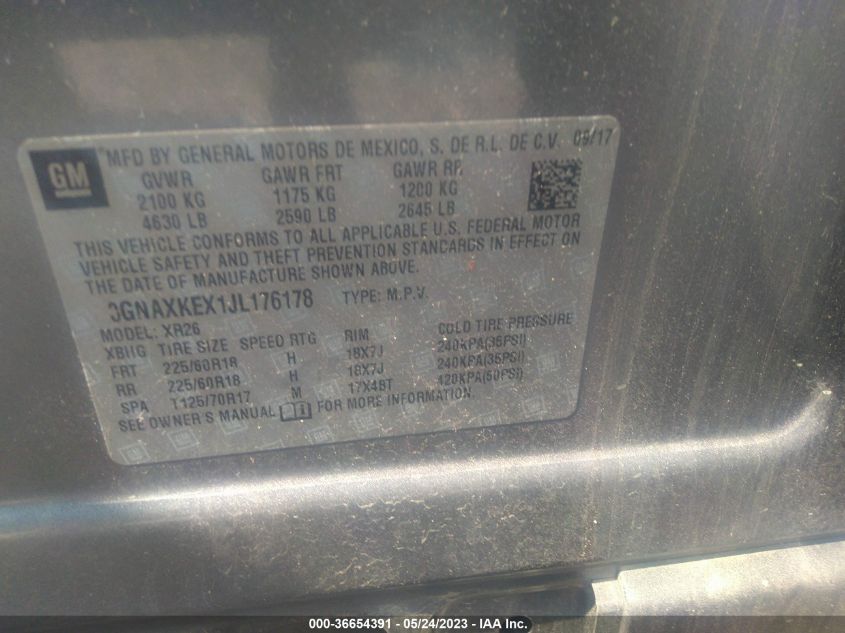 GM
MFD BY GENERAL MOTORS DE MEXICO, S. DE R.L. DE C.V. 09/17
GVWR GAWR FRT GAWR RR
2100 KG 1175 KG 1200 KG
4630 LB 2590 LB 2645 LB
THIS VEHICLE CONFORMS TO ALL APPLICABLE U.S. FEDERAL MOTOR
VEHICLE SAFETY AND THEFT PREVENTION STANDARDS IN EFFECT ON
THE DATE OF MANUFACTURE SHOWN ABOVE.
3GNAXKEX1JL176178 TYPE: M.P.V.
MODEL: XR26
XBHG TIRE SIZE SPEED RTG RIM COLD TIRE PRESSURE
FRT 225/60R18 H 18X7J 240KPA(35PSI)
RR 225/60R18 H 18X7J 240KPA(35PSI)
SPA T125/70R17 M 17X4BT 420KPA(60PSI)
SEE OWNER'S MANUAL FOR MORE INFORMATION.
000-36654391 - 05/24/2023 - IAA Inc.